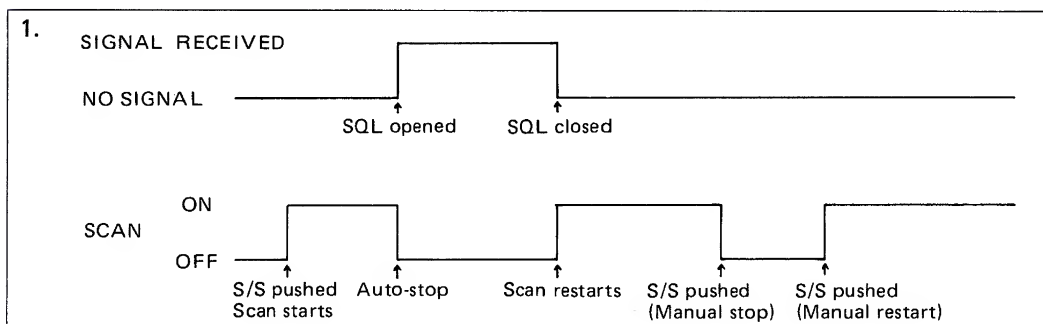 1.
SIGNAL RECEIVED
NO SIGNAL
SQL opened
SQL closed
SCAN
ON
OFF
S/S pushed
Scan starts
Auto-stop
Scan restarts
S/S pushed
(Manual stop)
S/S pushed
(Manual restart)